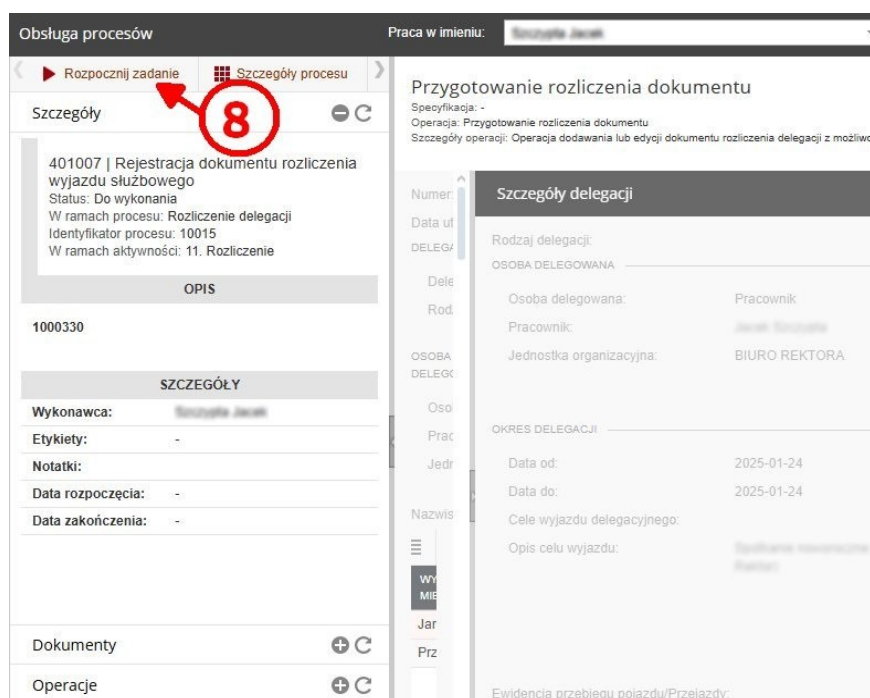 Obsługa procesów
Praca w imieniu:
Rozpocznij zadanie
Szczegóły procesu
Szczegóły
8
401007 | Rejestracja dokumentu rozliczenia
wyjazdu służbowego
Status: Do wykonania
W ramach procesu: Rozliczenie delegacji
Identyfikator procesu: 10015
W ramach aktywności: 11. Rozliczenie
OPIS
1000330
SZCZEGÓŁY
Wykonawca:
Etykiety: -
Notatki:
Data rozpoczęcia: -
Data zakończenia: -
Dokumenty
Operacje
Przygotowanie rozliczenia dokumentu
Specyfikacja: -
Operacja: Przygotowanie rozliczenia dokumentu
Szczegóły operacji: Operacja dodawania lub edycji dokumentu rozliczenia delegacji z możliwo
Numer:
Data ut
DELEGA
Dele
Rod
OSOBA
DELEGO
Oso
Prac
Jedr
Nazwis
WY
MIE
Jar
Prz
Szczegóły delegacji
Rodzaj delegacji:
OSOBA DELEGOWANA
Osoba delegowana: Pracownik
Pracownik:
Jednostka organizacyjna: BIURO REKTORA
OKRES DELEGACJI
Data od: 2025-01-24
Data do: 2025-01-24
Cele wyjazdu delegacyjnego:
Opis celu wyjazdu:
Ewidencja przebiegu pojazdu/Przejazdy: